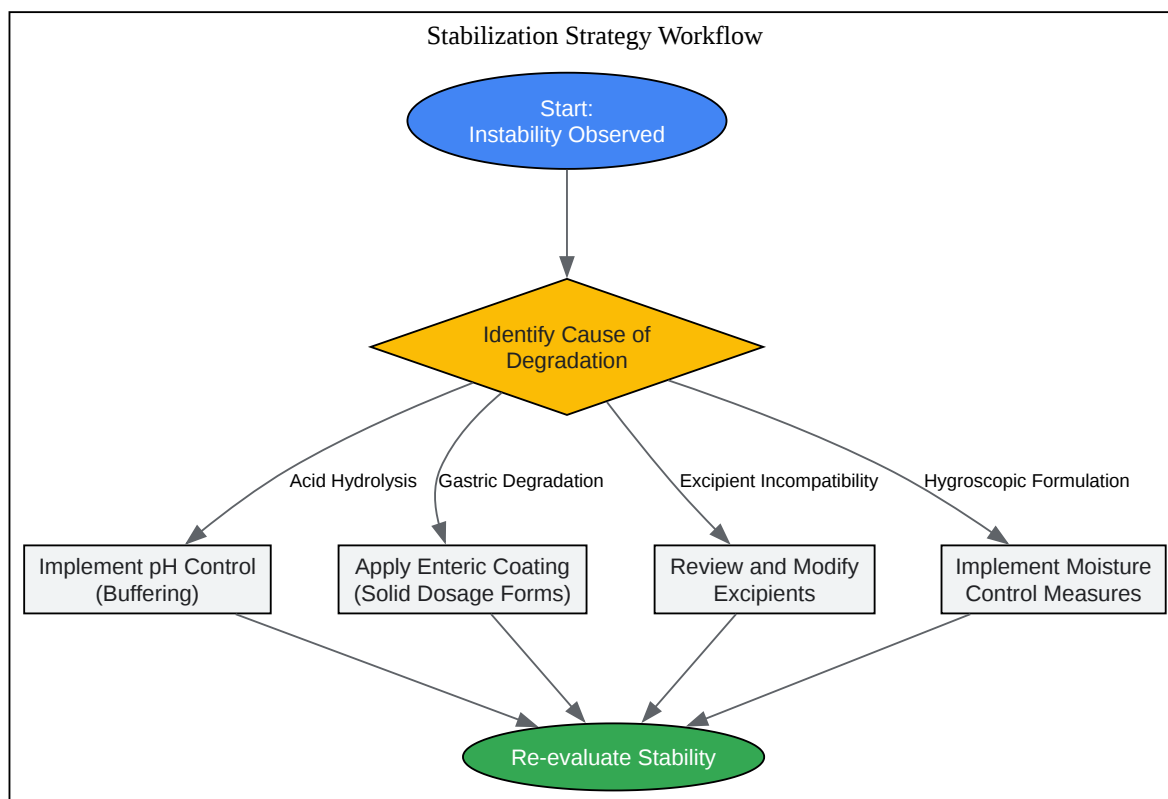 Stabilization Strategy Workflow
Start:
Instability Observed
Identify Cause of
Degradation
Acid Hydrolysis
Gastric Degradation
Excipient Incompatibility
Hygroscopic Formulation
Implement pH Control
(Buffering)
Apply Enteric Coating
(Solid Dosage Forms)
Review and Modify
Excipients
Implement Moisture
Control Measures
Re-evaluate Stability